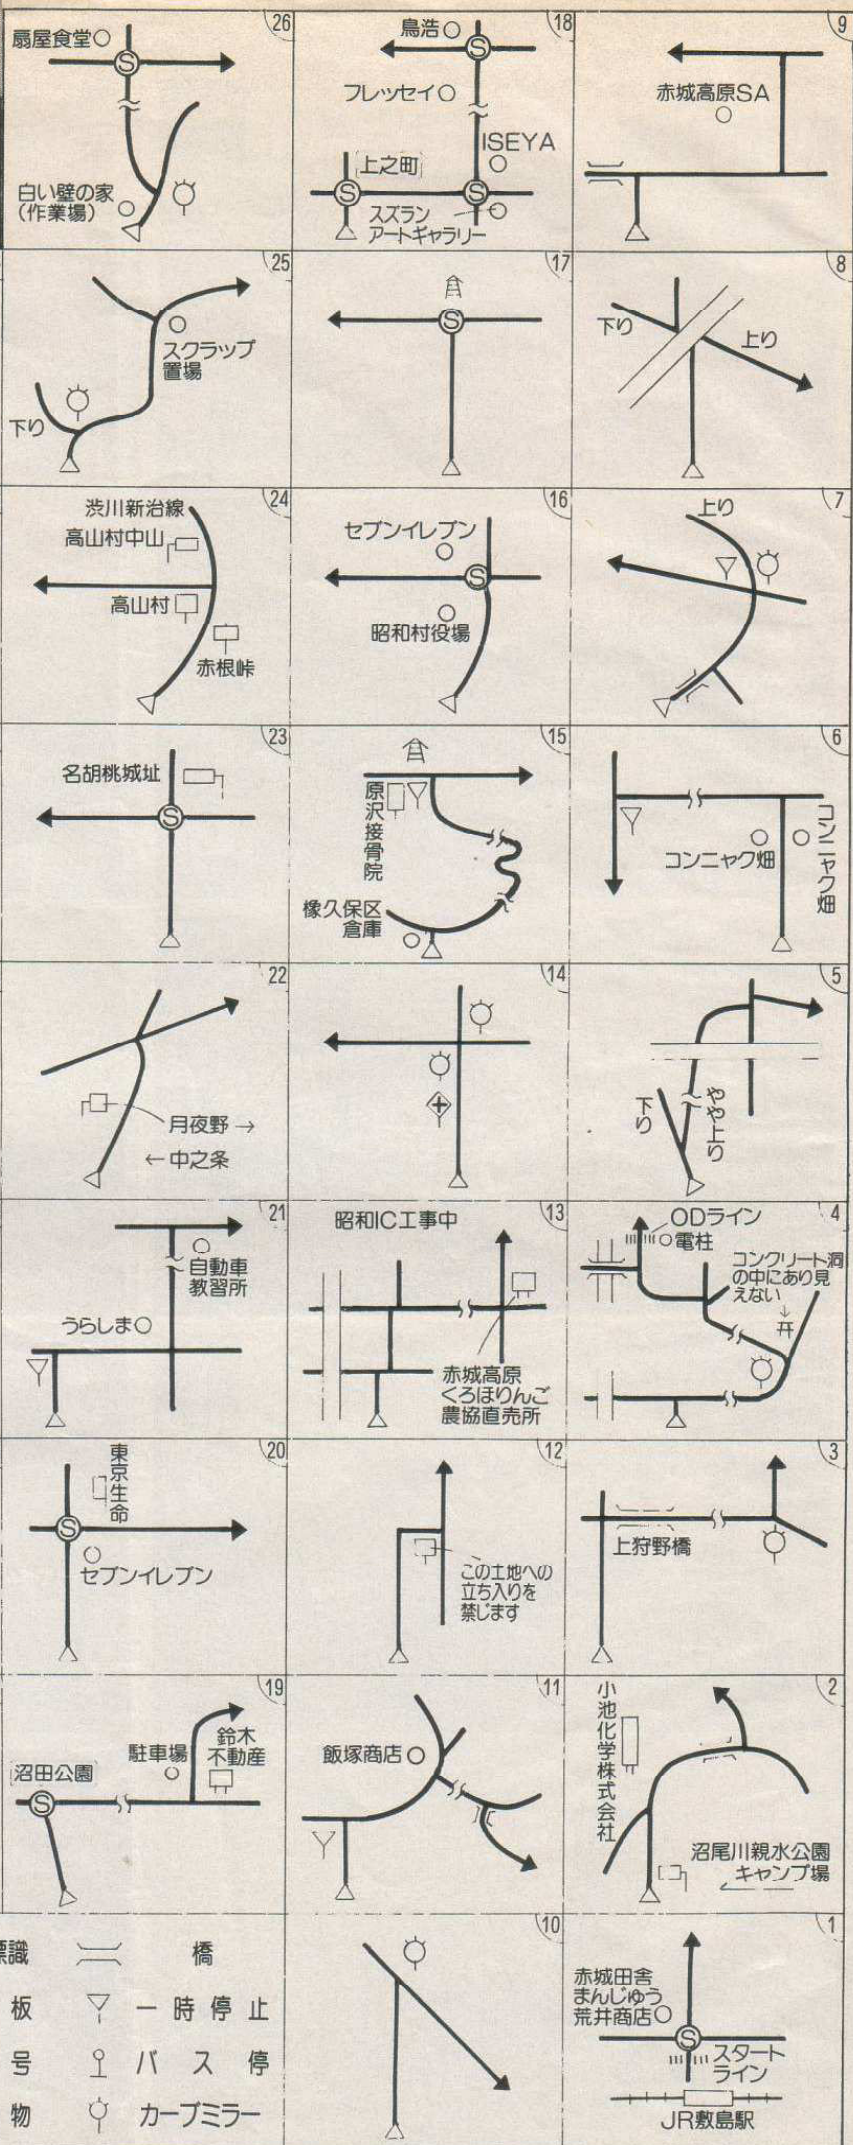 26
扇屋食堂
S
白い壁の家
(作業場)
18
鳥浩
S
フレッセイ
ISEYA
上之町
S
S
スズラン
アートギャラリー
9
赤城高原SA
25
スクラップ
置場
下り
17
S
8
下り
上り
24
渋川新治線
高山村中山
高山村
赤根峠
16
セブンイレブン
S
昭和村役場
7
上り
23
名胡桃城址
S
15
原沢接骨院
橡久保区
倉庫
6
コンニャク畑
コンニャク畑
22
月夜野→
←中之条
14
5
下り
やや上り
21
自動車
教習所
うらしま
13
昭和IC工事中
赤城高原
くろほりんご
農協直売所
4
ODライン
電柱
コンクリート洞
の中にあり見
えない
20
東京生命
S
セブンイレブン
12
この土地への
立ち入りを
禁じます
3
上狩野橋
19
沼田公園
S
駐車場
鈴木
不動産
11
飯塚商店
2
小池化学株式会社
沼尾川親水公園
キャンプ場
標識 橋
板 一時停止
号 バス停
物 カーブミラー
10
1
赤城田舎
まんじゅう
荒井商店
S
スタート
ライン
JR敷島駅